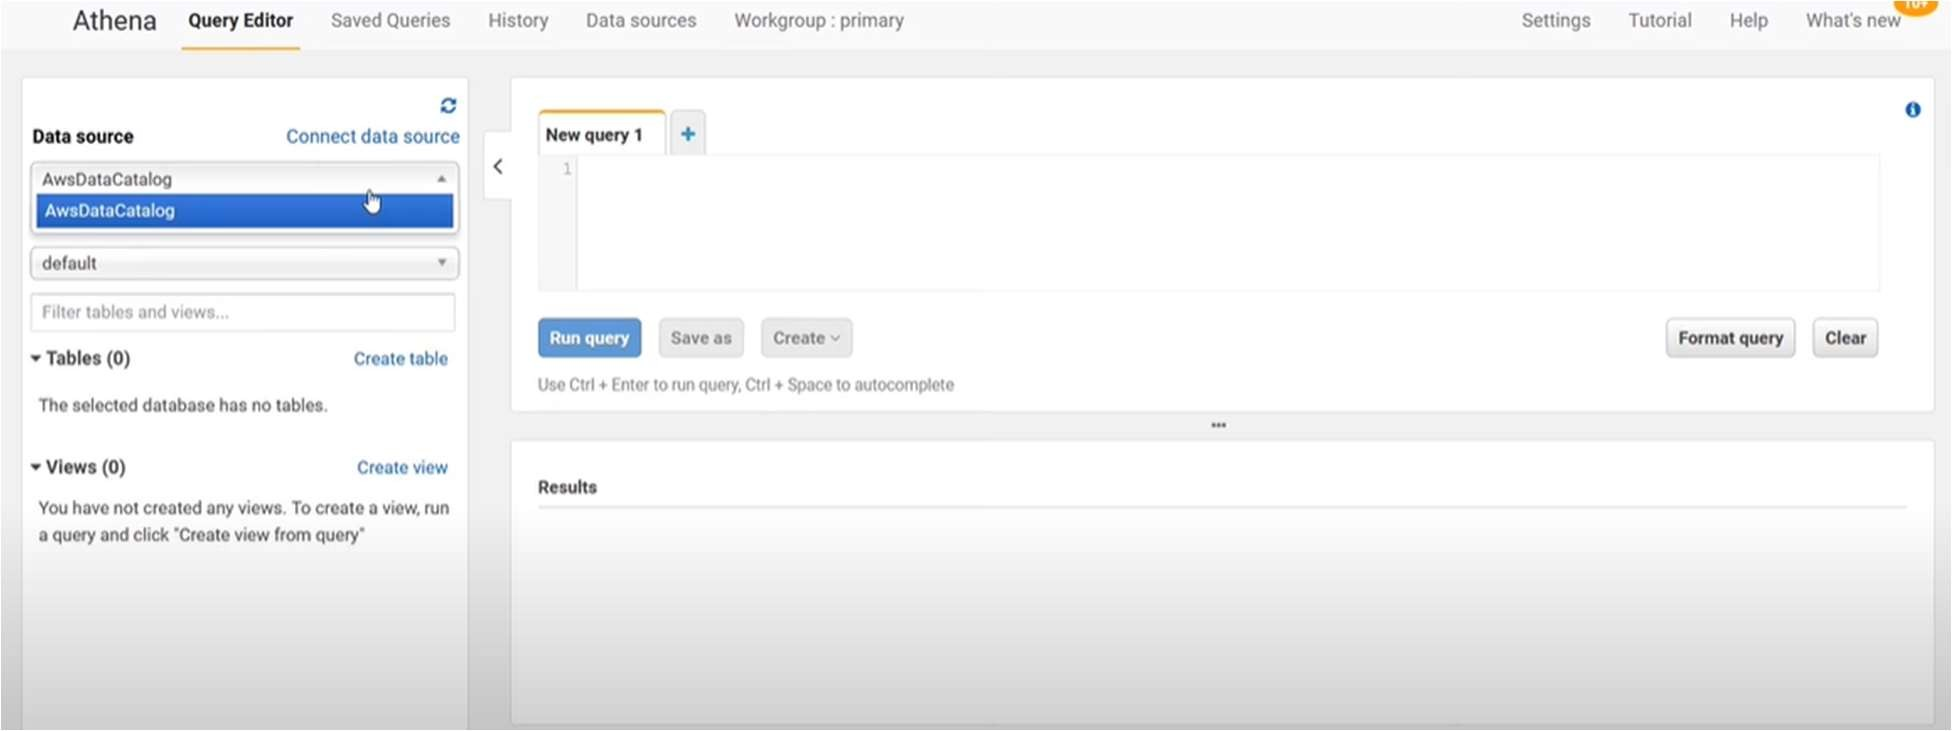 Athena Query Editor Saved Queries History Data sources Workgroup : primary Settings Tutorial Help What's new 10+
Data source Connect data source
AwsDataCatalog
AwsDataCatalog
default
Filter tables and views...
Tables (0) Create table
The selected database has no tables.
Views (0) Create view
You have not created any views. To create a view, run
a query and click "Create view from query"
New query 1 +
1
Run query Save as Create Format query Clear
Use Ctrl + Enter to run query, Ctrl + Space to autocomplete
Results